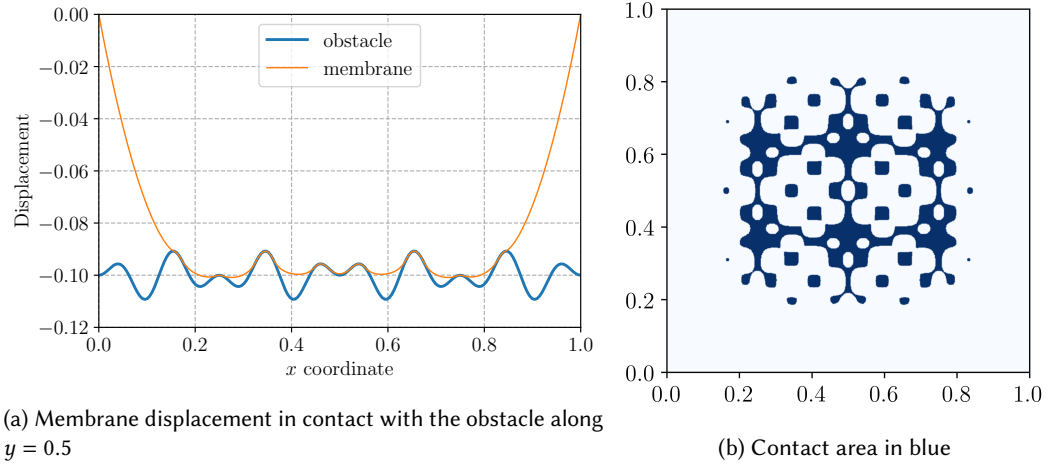 0.00
−0.02
−0.04
−0.06
−0.08
−0.10
−0.12
Displacement
obstacle
membrane
0.0 0.2 0.4 0.6 0.8 1.0
x coordinate
(a) Membrane displacement in contact with the obstacle along
y = 0.5
1.0
0.8
0.6
0.4
0.2
0.0
0.0 0.2 0.4 0.6 0.8 1.0
(b) Contact area in blue